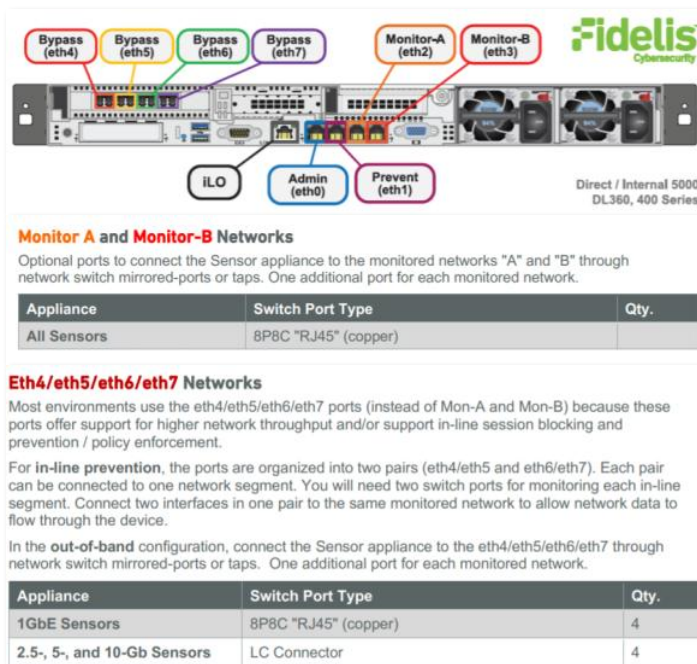 Bypass
(eth4)
Bypass
(eth5)
Bypass
(eth6)
Bypass
(eth7)
Monitor-A
(eth2)
Monitor-B
(eth3)
Fidelis
Cybersecurity
iLO
Admin
(eth0)
Prevent
(eth1)
Direct / Internal 5000
DL360, 400 Series
Monitor A and Monitor-B Networks
Optional ports to connect the Sensor appliance to the monitored networks "A" and "B" through
network switch mirrored-ports or taps. One additional port for each monitored network.
Appliance Switch Port Type Qty.
All Sensors 8P8C "RJ45" (copper)
Eth4/eth5/eth6/eth7 Networks
Most environments use the eth4/eth5/eth6/eth7 ports (instead of Mon-A and Mon-B) because these
ports offer support for higher network throughput and/or support in-line session blocking and
prevention / policy enforcement.
For in-line prevention, the ports are organized into two pairs (eth4/eth5 and eth6/eth7). Each pair
can be connected to one network segment. You will need two switch ports for monitoring each in-line
segment. Connect two interfaces in one pair to the same monitored network to allow network data to
flow through the device.
In the out-of-band configuration, connect the Sensor appliance to the eth4/eth5/eth6/eth7 through
network switch mirrored-ports or taps. One additional port for each monitored network.
Appliance Switch Port Type Qty.
1GbE Sensors 8P8C "RJ45" (copper) 4
2.5-, 5-, and 10-Gb Sensors LC Connector 4